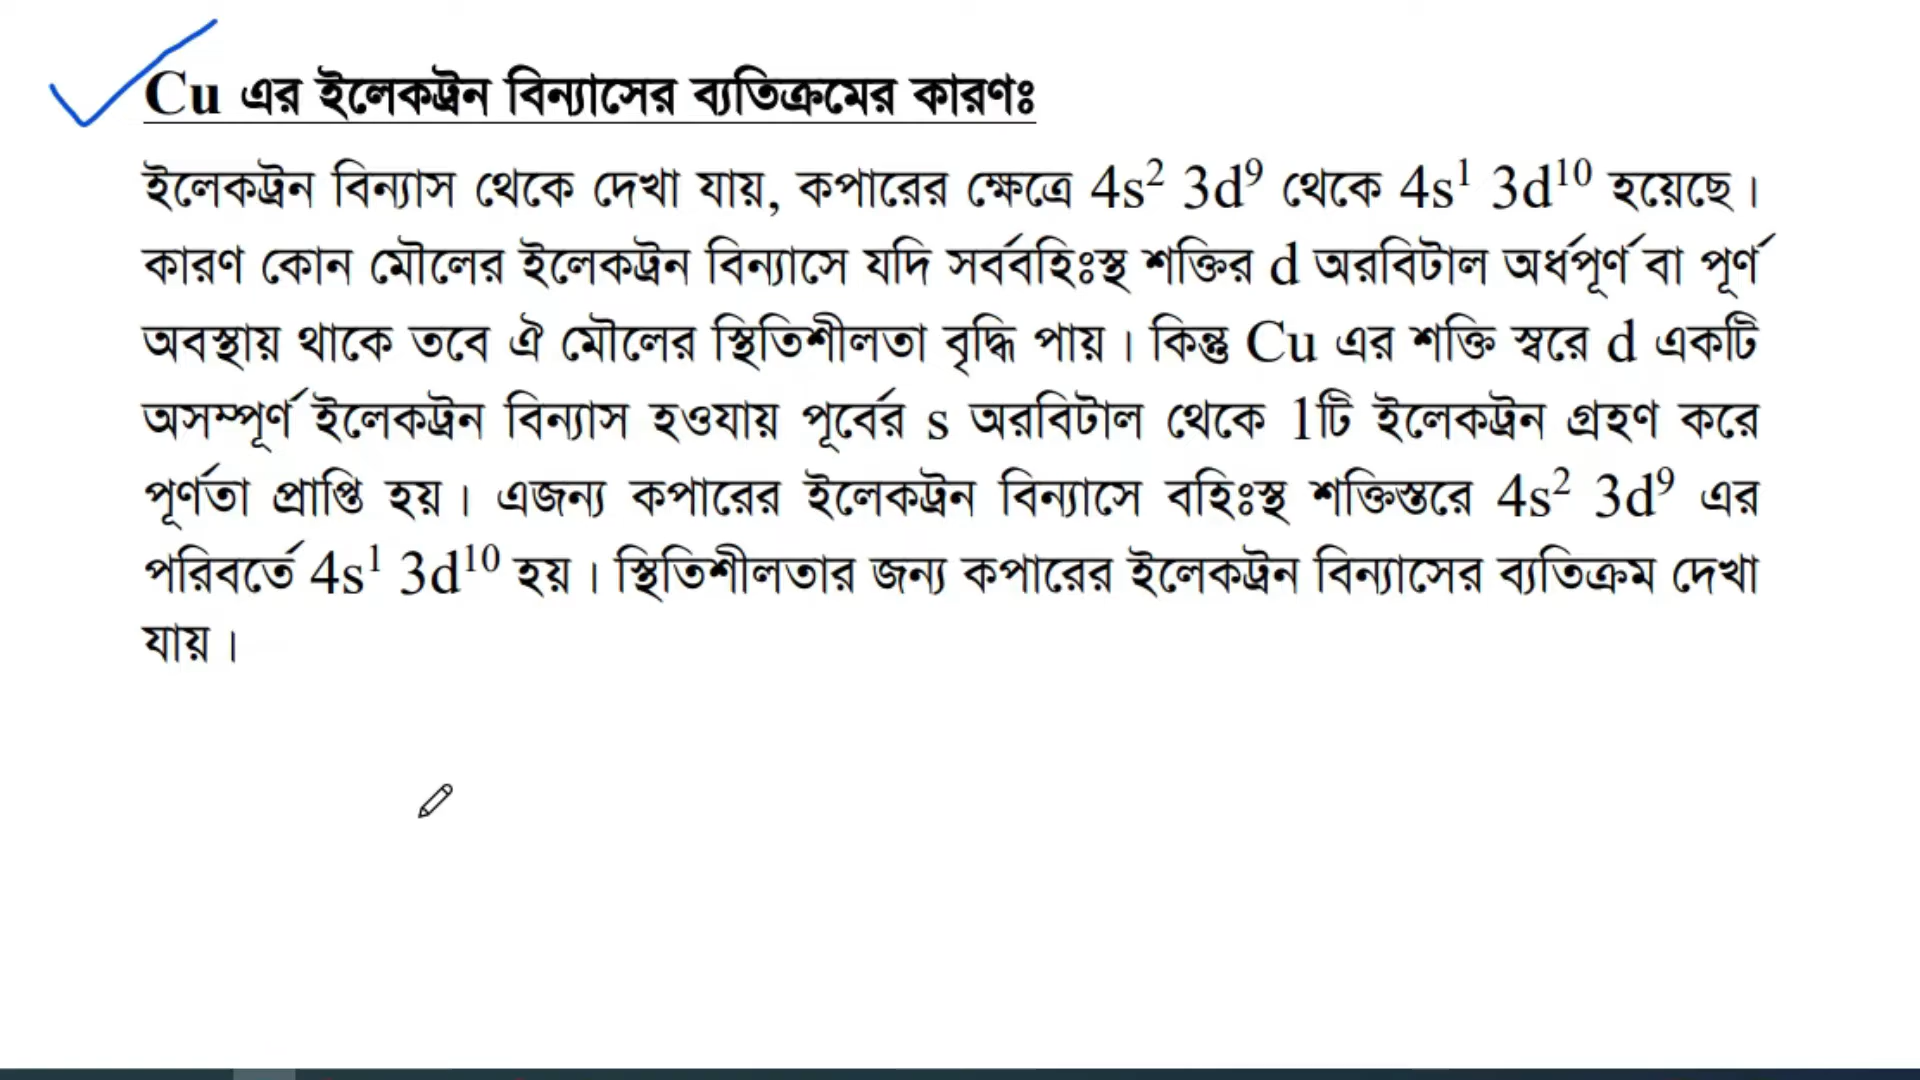 Cu এর ইলেকট্রন বিন্যাসের ব্যতিক্রমের কারণঃ
ইলেকট্রন বিন্যাস থেকে দেখা যায়, কপারের ক্ষেত্রে 4s² 3d⁹ থেকে 4s¹ 3d¹⁰ হয়েছে।
কারণ কোন মৌলের ইলেকট্রন বিন্যাসে যদি সর্ববহিঃস্থ শক্তির d অরবিটাল অর্ধপূর্ণ বা পূর্ণ
অবস্থায় থাকে তবে ঐ মৌলের স্থিতিশীলতা বৃদ্ধি পায়। কিন্তু Cu এর শক্তি স্বরে d একটি
অসম্পূর্ণ ইলেকট্রন বিন্যাস হওযায় পূর্বের s অরবিটাল থেকে 1টি ইলেকট্রন গ্রহণ করে
পূর্ণতা প্রাপ্তি হয়। এজন্য কপারের ইলেকট্রন বিন্যাসে বহিঃস্থ শক্তিস্তরে 4s² 3d⁹ এর
পরিবর্তে 4s¹ 3d¹⁰ হয়। স্থিতিশীলতার জন্য কপারের ইলেকট্রন বিন্যাসের ব্যতিক্রম দেখা
যায়।